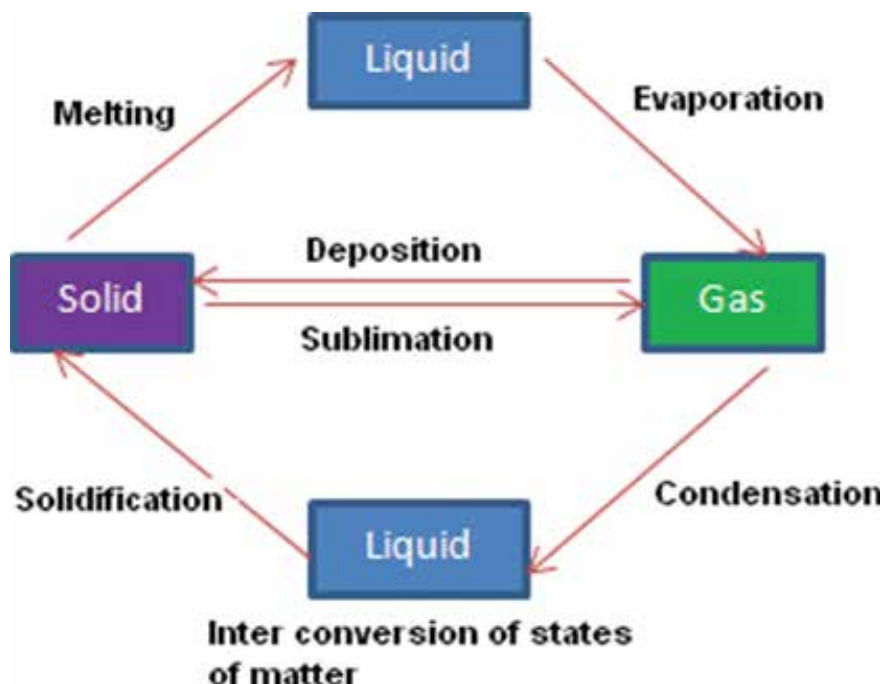 Liquid
Melting
Evaporation
Deposition
Solid
Gas
Sublimation
Solidification
Condensation
Liquid
Inter conversion of states
of matter